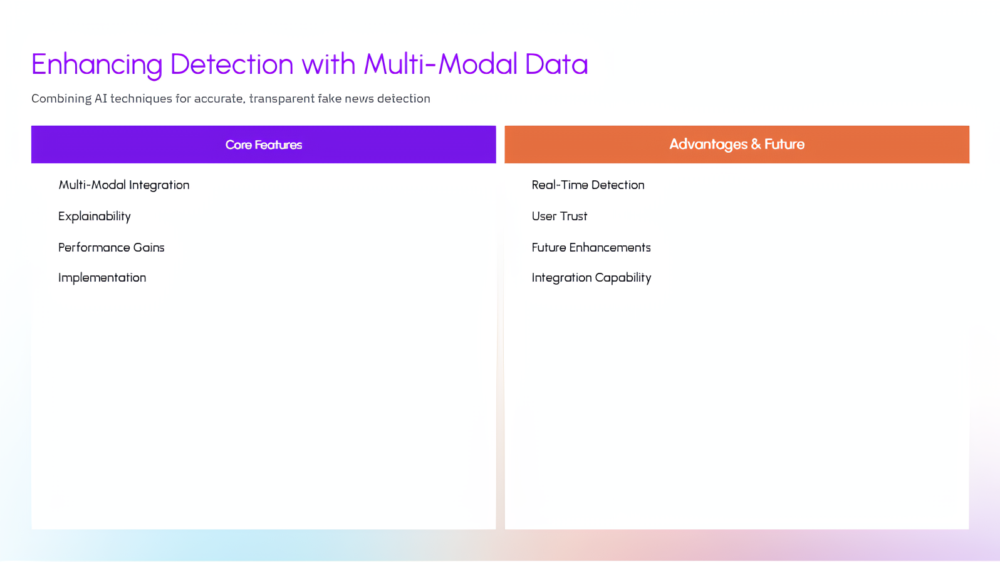 Enhancing Detection with Multi-Modal Data
Combining AI techniques for accurate, transparent fake news detection
Core Features
Multi-Modal Integration
Explainability
Performance Gains
Implementation
Advantages & Future
Real-Time Detection
User Trust
Future Enhancements
Integration Capability